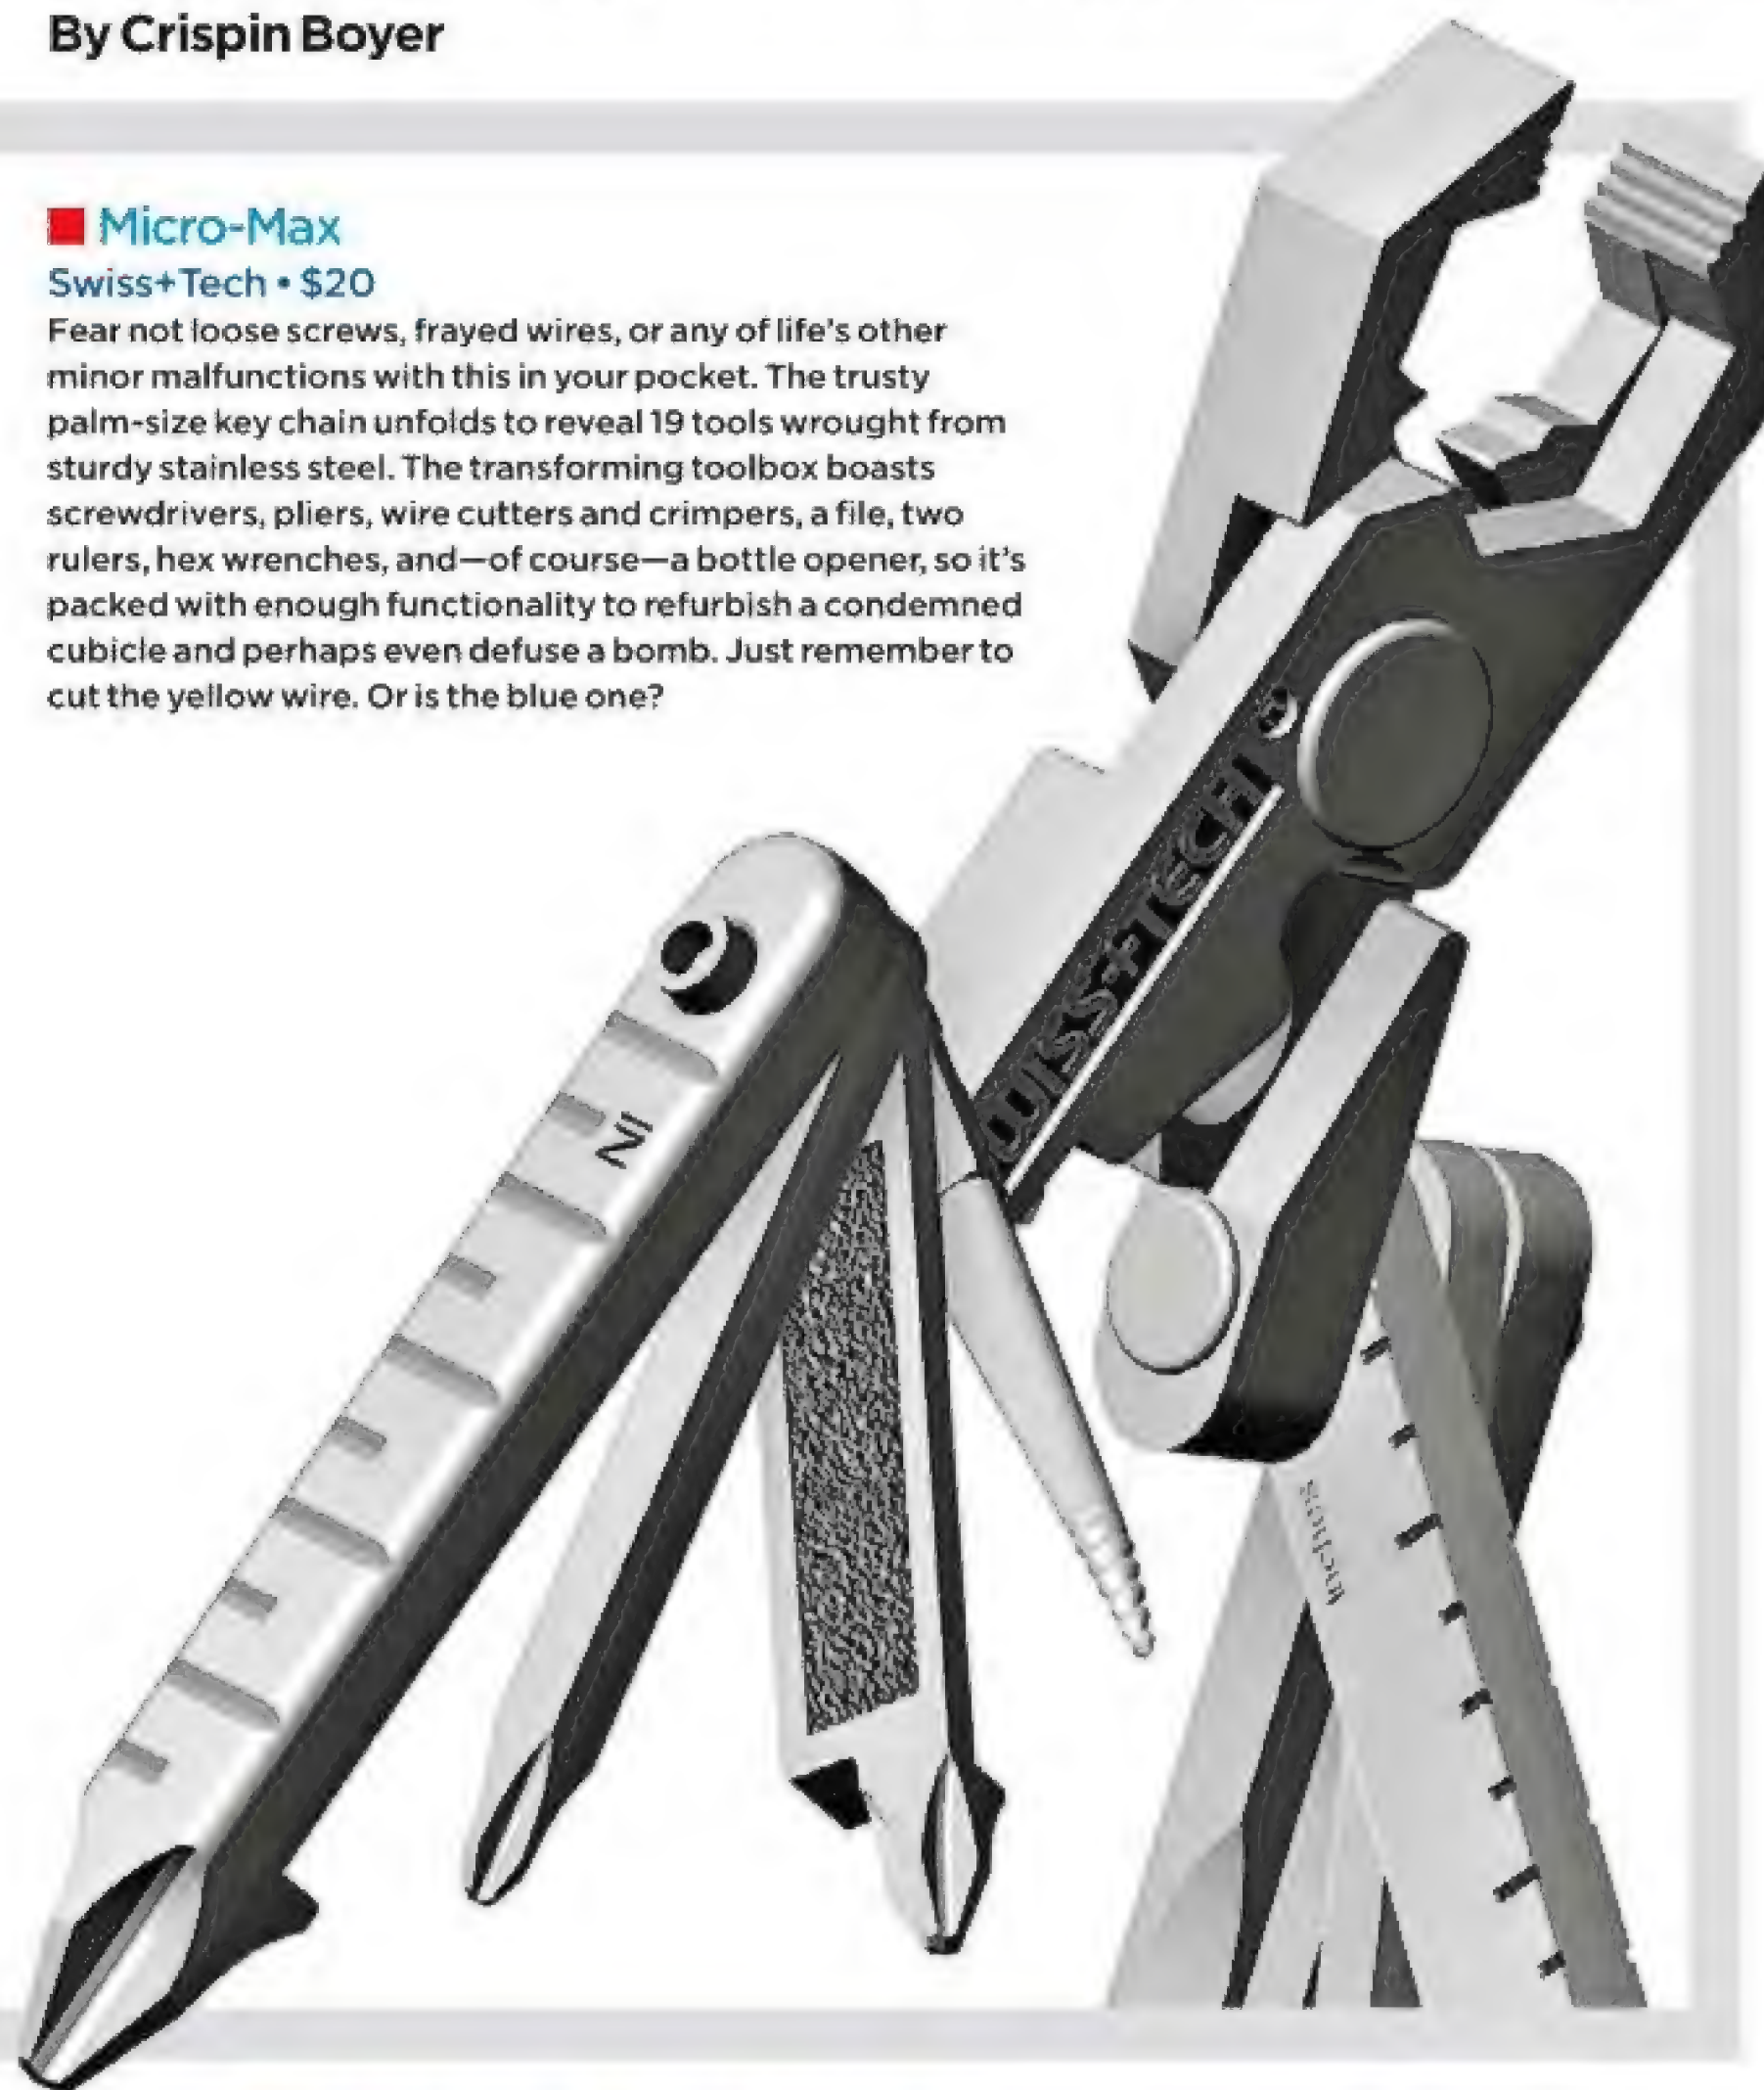 By Crispin Boyer
Micro-Max
Swiss+Tech • $20
Fear not loose screws, frayed wires, or any of life's other
minor malfunctions with this in your pocket. The trusty
palm-size key chain unfolds to reveal 19 tools wrought from
sturdy stainless steel. The transforming toolbox boasts
screwdrivers, pliers, wire cutters and crimpers, a file, two
rulers, hex wrenches, and—of course—a bottle opener, so it's
packed with enough functionality to refurbish a condemned
cubicle and perhaps even defuse a bomb. Just remember to
cut the yellow wire. Or is the blue one?
WISS+TECH
IN
inches